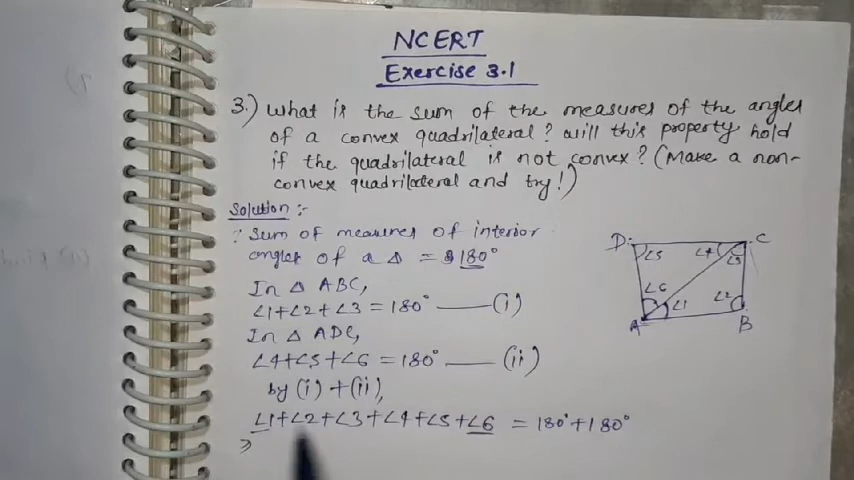 NCERT
Exercise 3.1
3.) What is the sum of the measures of the angles
of a convex quadrilateral? will this property hold
if the quadrilateral is not convex? (Make a non-
convex quadrilateral and try!)
Solution :-
∵ Sum of measures of interior
angles of a Δ = 180°
In Δ ABC,
∠1+∠2+∠3 = 180° —— (i)
In Δ ADC,
∠4+∠5+∠6 = 180° —— (ii)
by (i) + (ii),
∠1+∠2+∠3+∠4+∠5+∠6 = 180°+180°
⇒
D C
∠5 ∠4 ∠3
∠6 ∠1 ∠2
A B